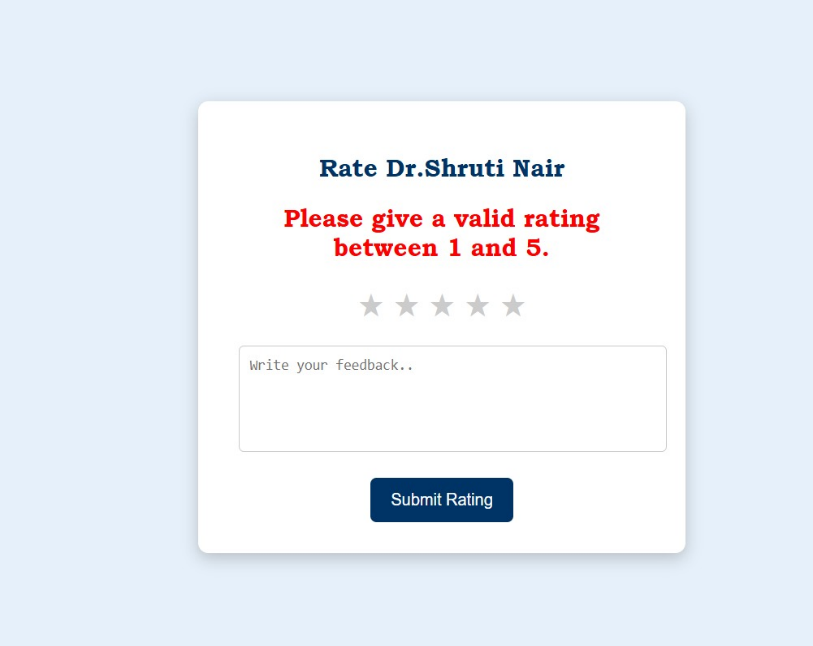 Rate Dr.Shruti Nair
Please give a valid rating
between 1 and 5.
Write your feedback..
Submit Rating